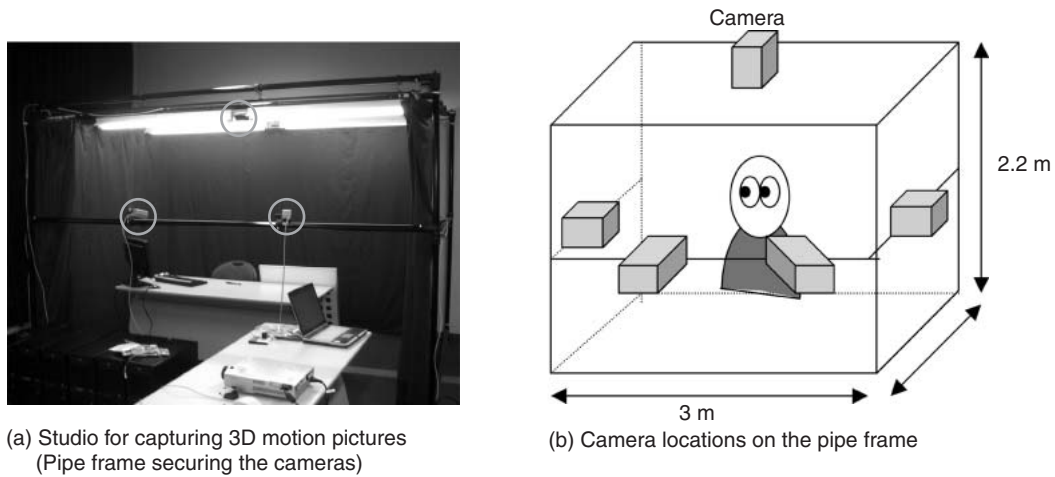 Camera
2.2 m
3 m
(a) Studio for capturing 3D motion pictures
(Pipe frame securing the cameras)
(b) Camera locations on the pipe frame